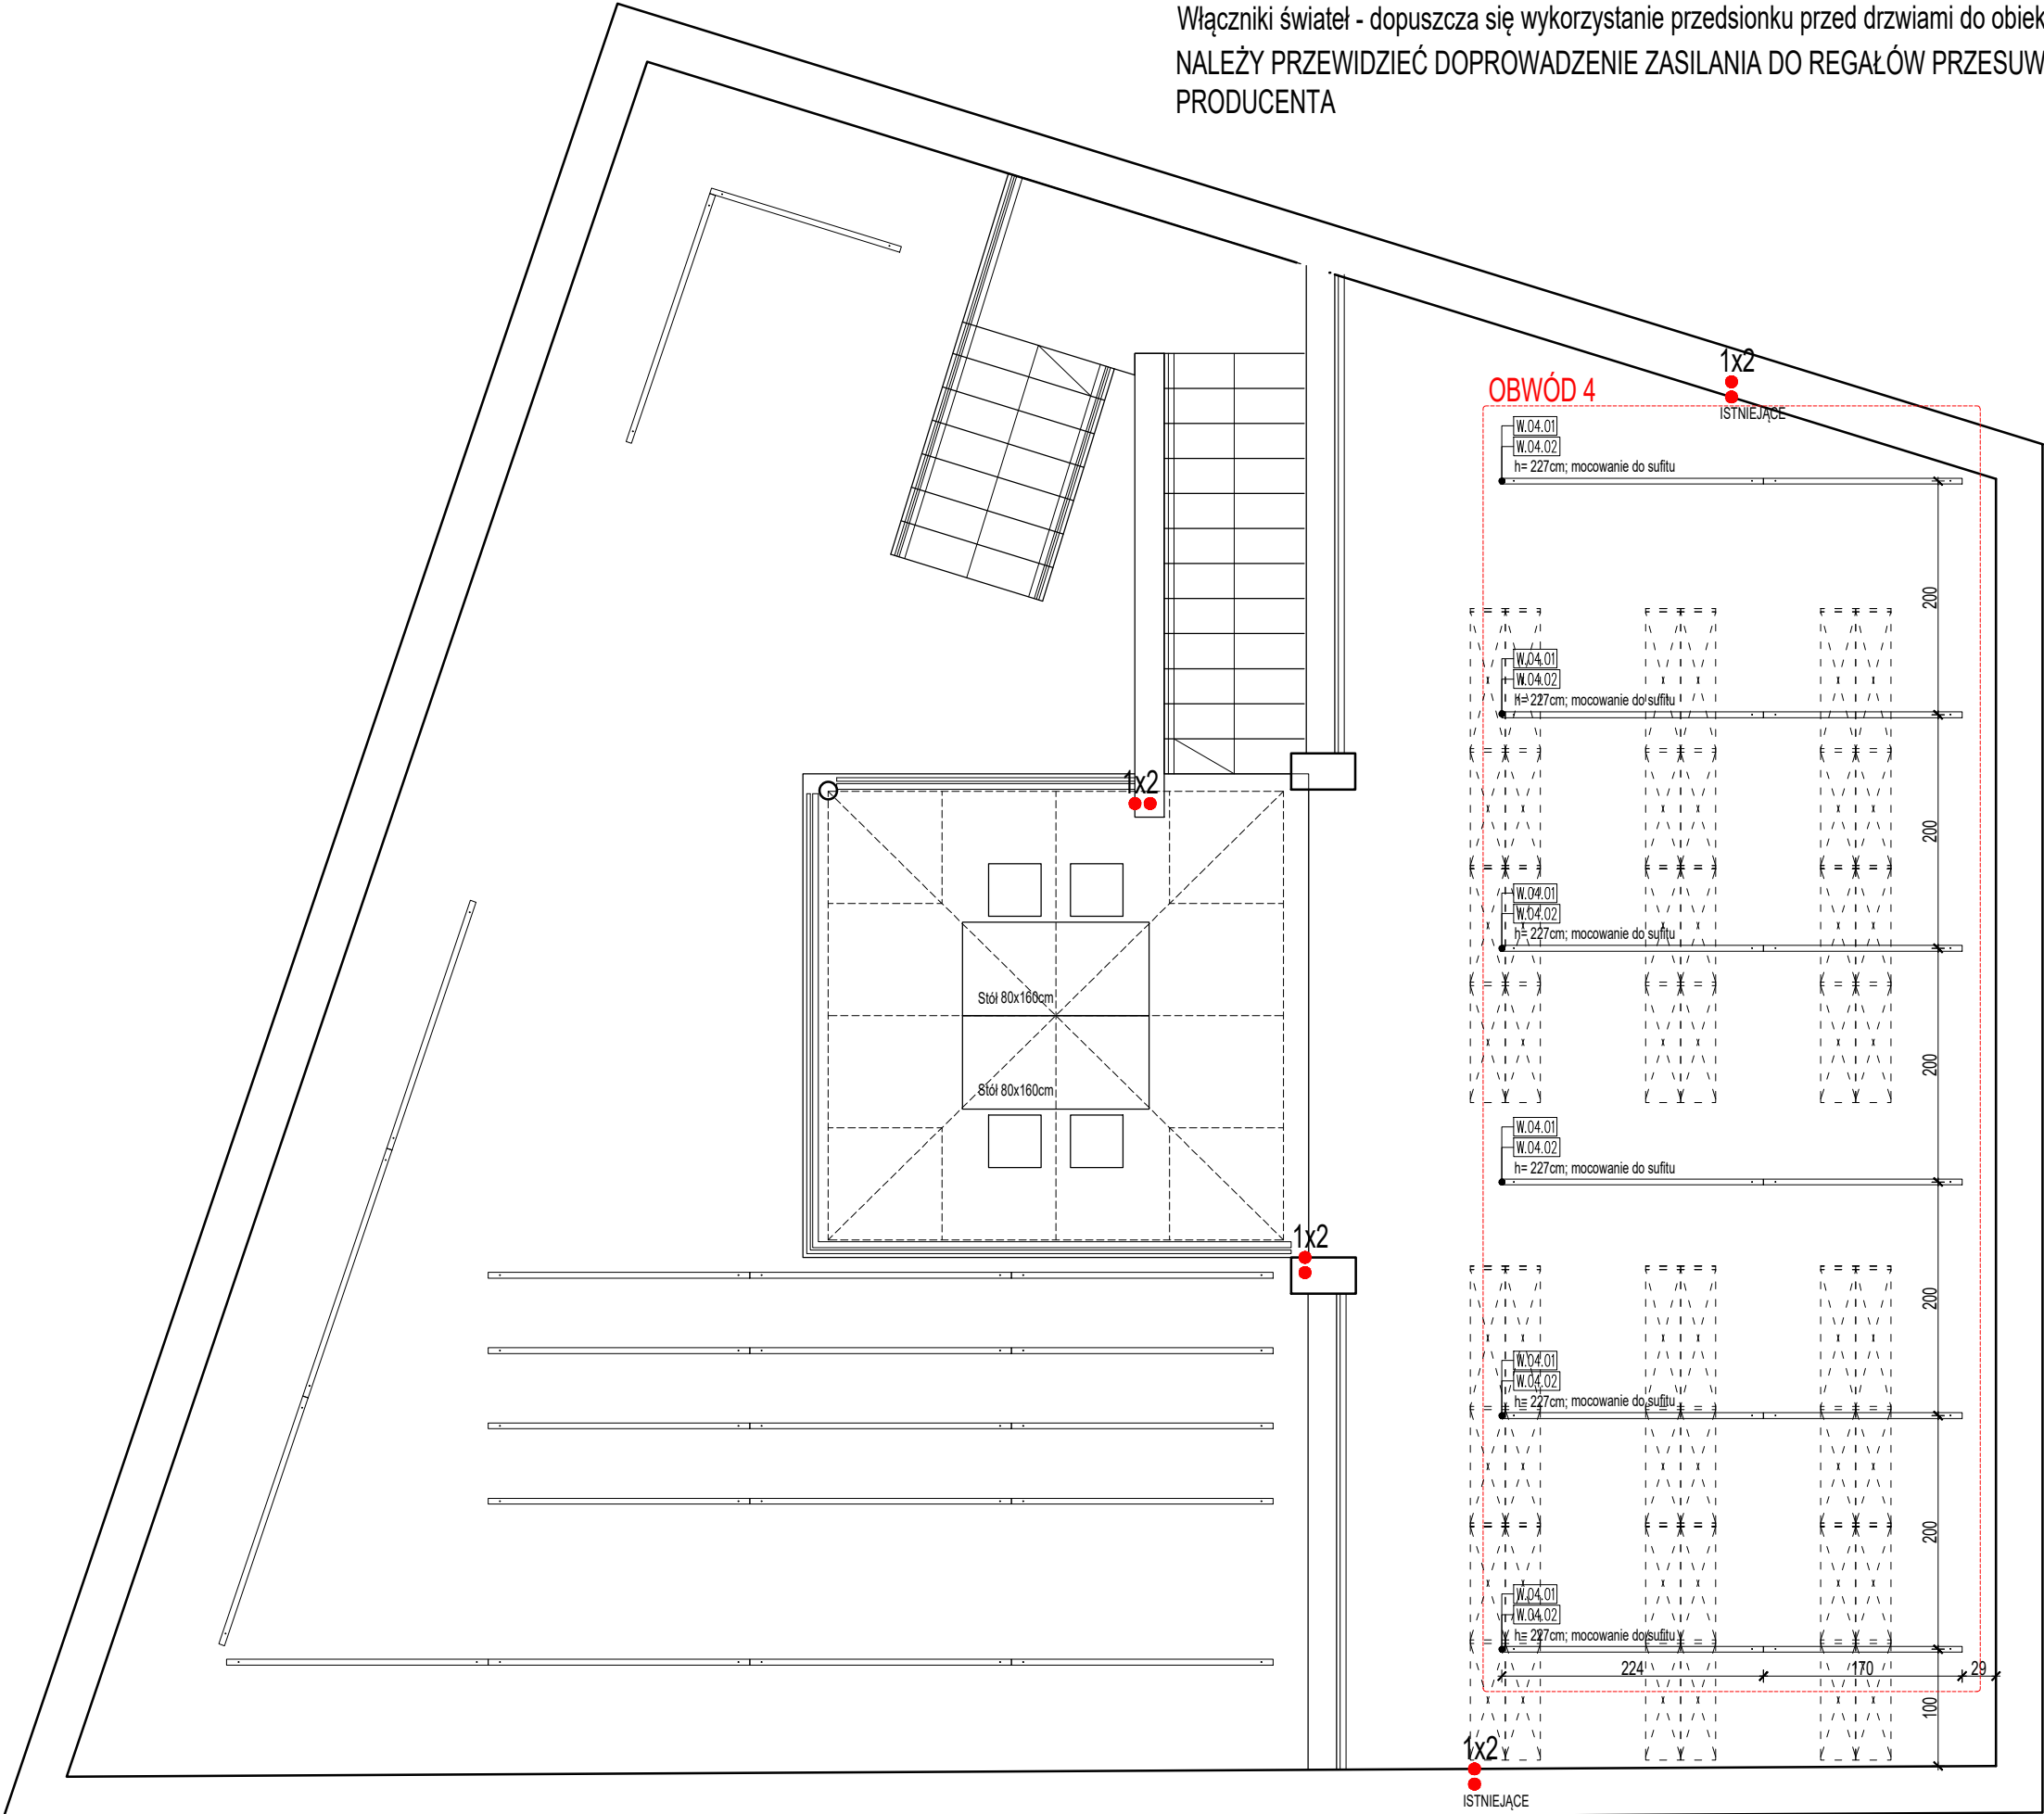 Włączniki świateł - dopuszcza się wykorzystanie przedsionku przed drzwiami do obiek
NALEŻY PRZEWIDZIEĆ DOPROWADZENIE ZASILANIA DO REGAŁÓW PRZESUW
PRODUCENTA
1x2
ISTNIEJĄCE
OBWÓD 4
W.04.01
W.04.02
h= 227cm; mocowanie do sufitu
200
W.04.01
W.04.02
h= 227cm; mocowanie do sufitu
1x2
200
W.04.01
W.04.02
h= 227cm; mocowanie do sufitu
Stół 80x160cm
200
Stół 80x160cm
W.04.01
W.04.02
h= 227cm; mocowanie do sufitu
1x2
200
W.04.01
W.04.02
h= 227cm; mocowanie do sufitu
200
W.04.01
W.04.02
h= 227cm; mocowanie do sufitu
224
170
29
100
1x2
ISTNIEJĄCE